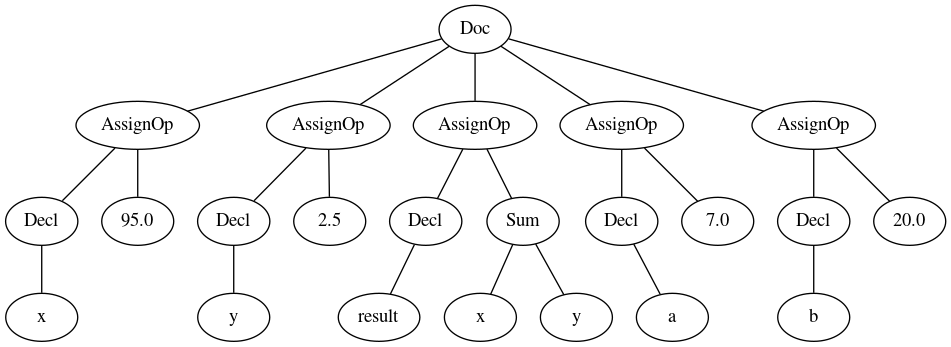 Doc
AssignOp AssignOp AssignOp AssignOp AssignOp
Decl 95.0 Decl 2.5 Decl Sum Decl 7.0 Decl 20.0
x y result x y a b